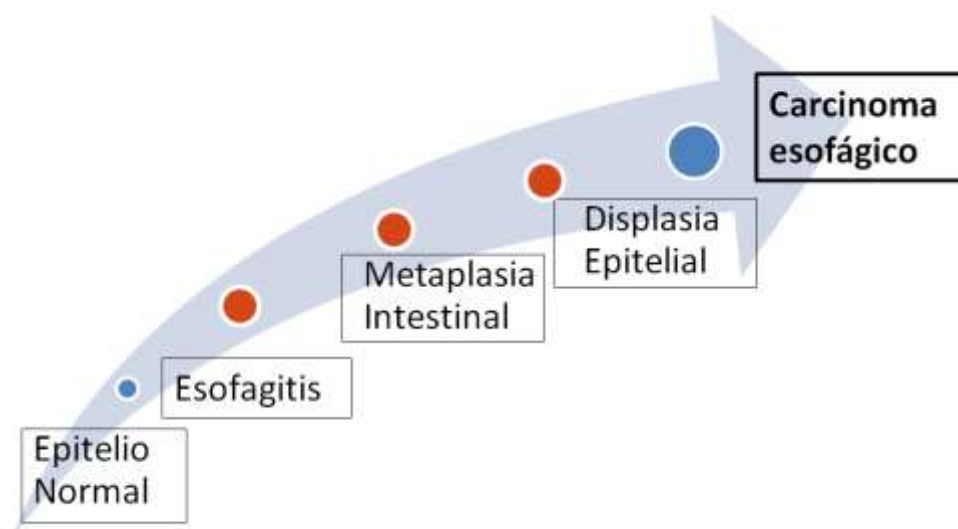 Carcinoma
esofágico
Displasia
Epitelial
Metaplasia
Intestinal
Esofagitis
Epitelio
Normal